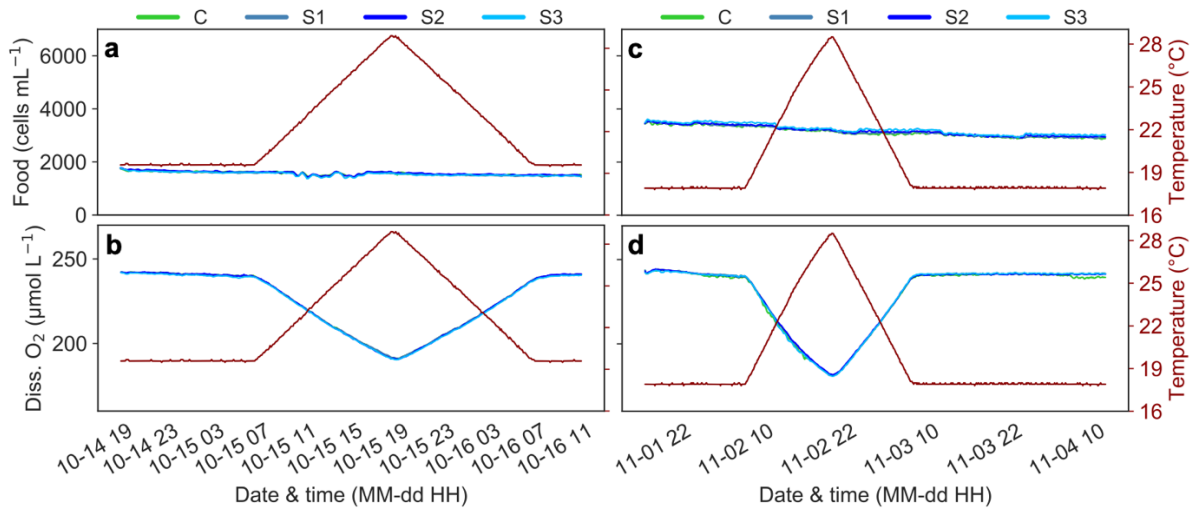 C S1 S2 S3
C S1 S2 S3
a
6000
4000
2000
0
Food (cells mL⁻¹)
c
28
25
22
19
16
Temperature (°C)
b
250
200
Diss. O₂ (µmol L⁻¹)
d
28
25
22
19
16
Temperature (°C)
10-14 19
10-14 23
10-15 03
10-15 07
10-15 11
10-15 15
10-15 19
10-15 23
10-16 03
10-16 07
10-16 11
11-01 22
11-02 10
11-02 22
11-03 10
11-03 22
11-04 10
Date & time (MM-dd HH)
Date & time (MM-dd HH)